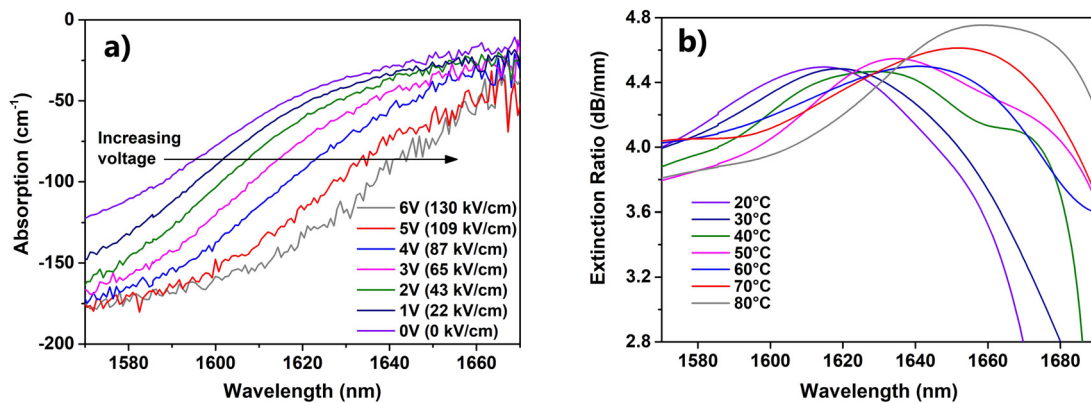 a)
0
-50
-100
-150
-200
Absorption (cm-1)
Increasing
voltage
6V (130 kV/cm)
5V (109 kV/cm)
4V (87 kV/cm)
3V (65 kV/cm)
2V (43 kV/cm)
1V (22 kV/cm)
0V (0 kV/cm)
1580 1600 1620 1640 1660
Wavelength (nm)
b)
4.8
4.4
4.0
3.6
3.2
2.8
Extinction Ratio (dB/mm)
20°C
30°C
40°C
50°C
60°C
70°C
80°C
1580 1600 1620 1640 1660 1680
Wavelength (nm)